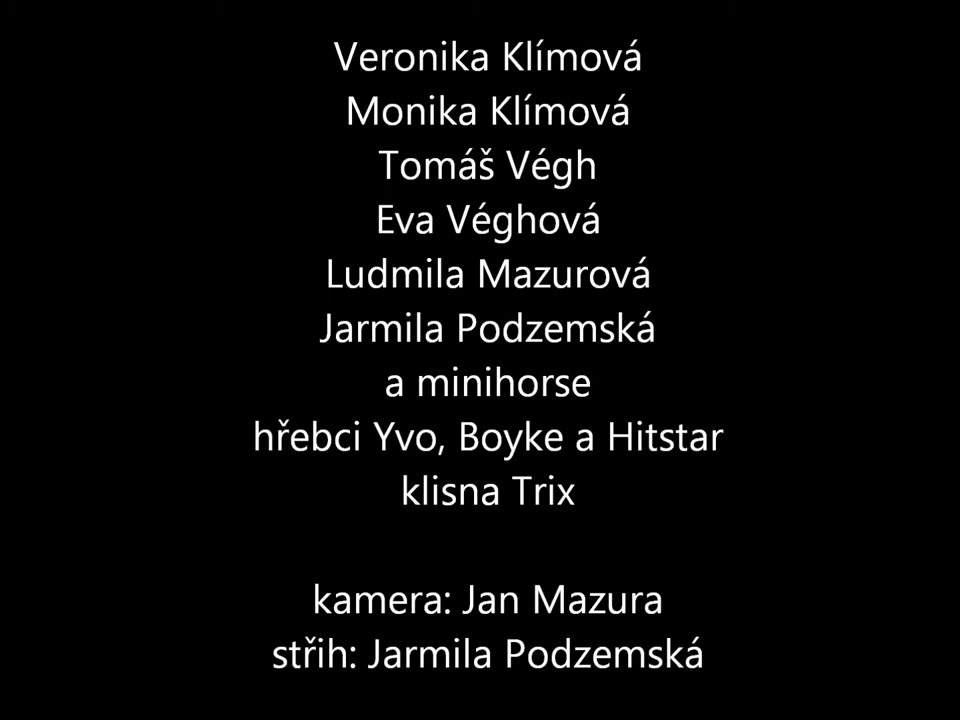 Veronika Klímová
Monika Klímová
Tomáš Végh
Eva Véghová
Ludmila Mazurová
Jarmila Podzemská
a minihorse
hřebci Yvo, Boyke a Hitstar
klisna Trix
kamera: Jan Mazura
střih: Jarmila Podzemská